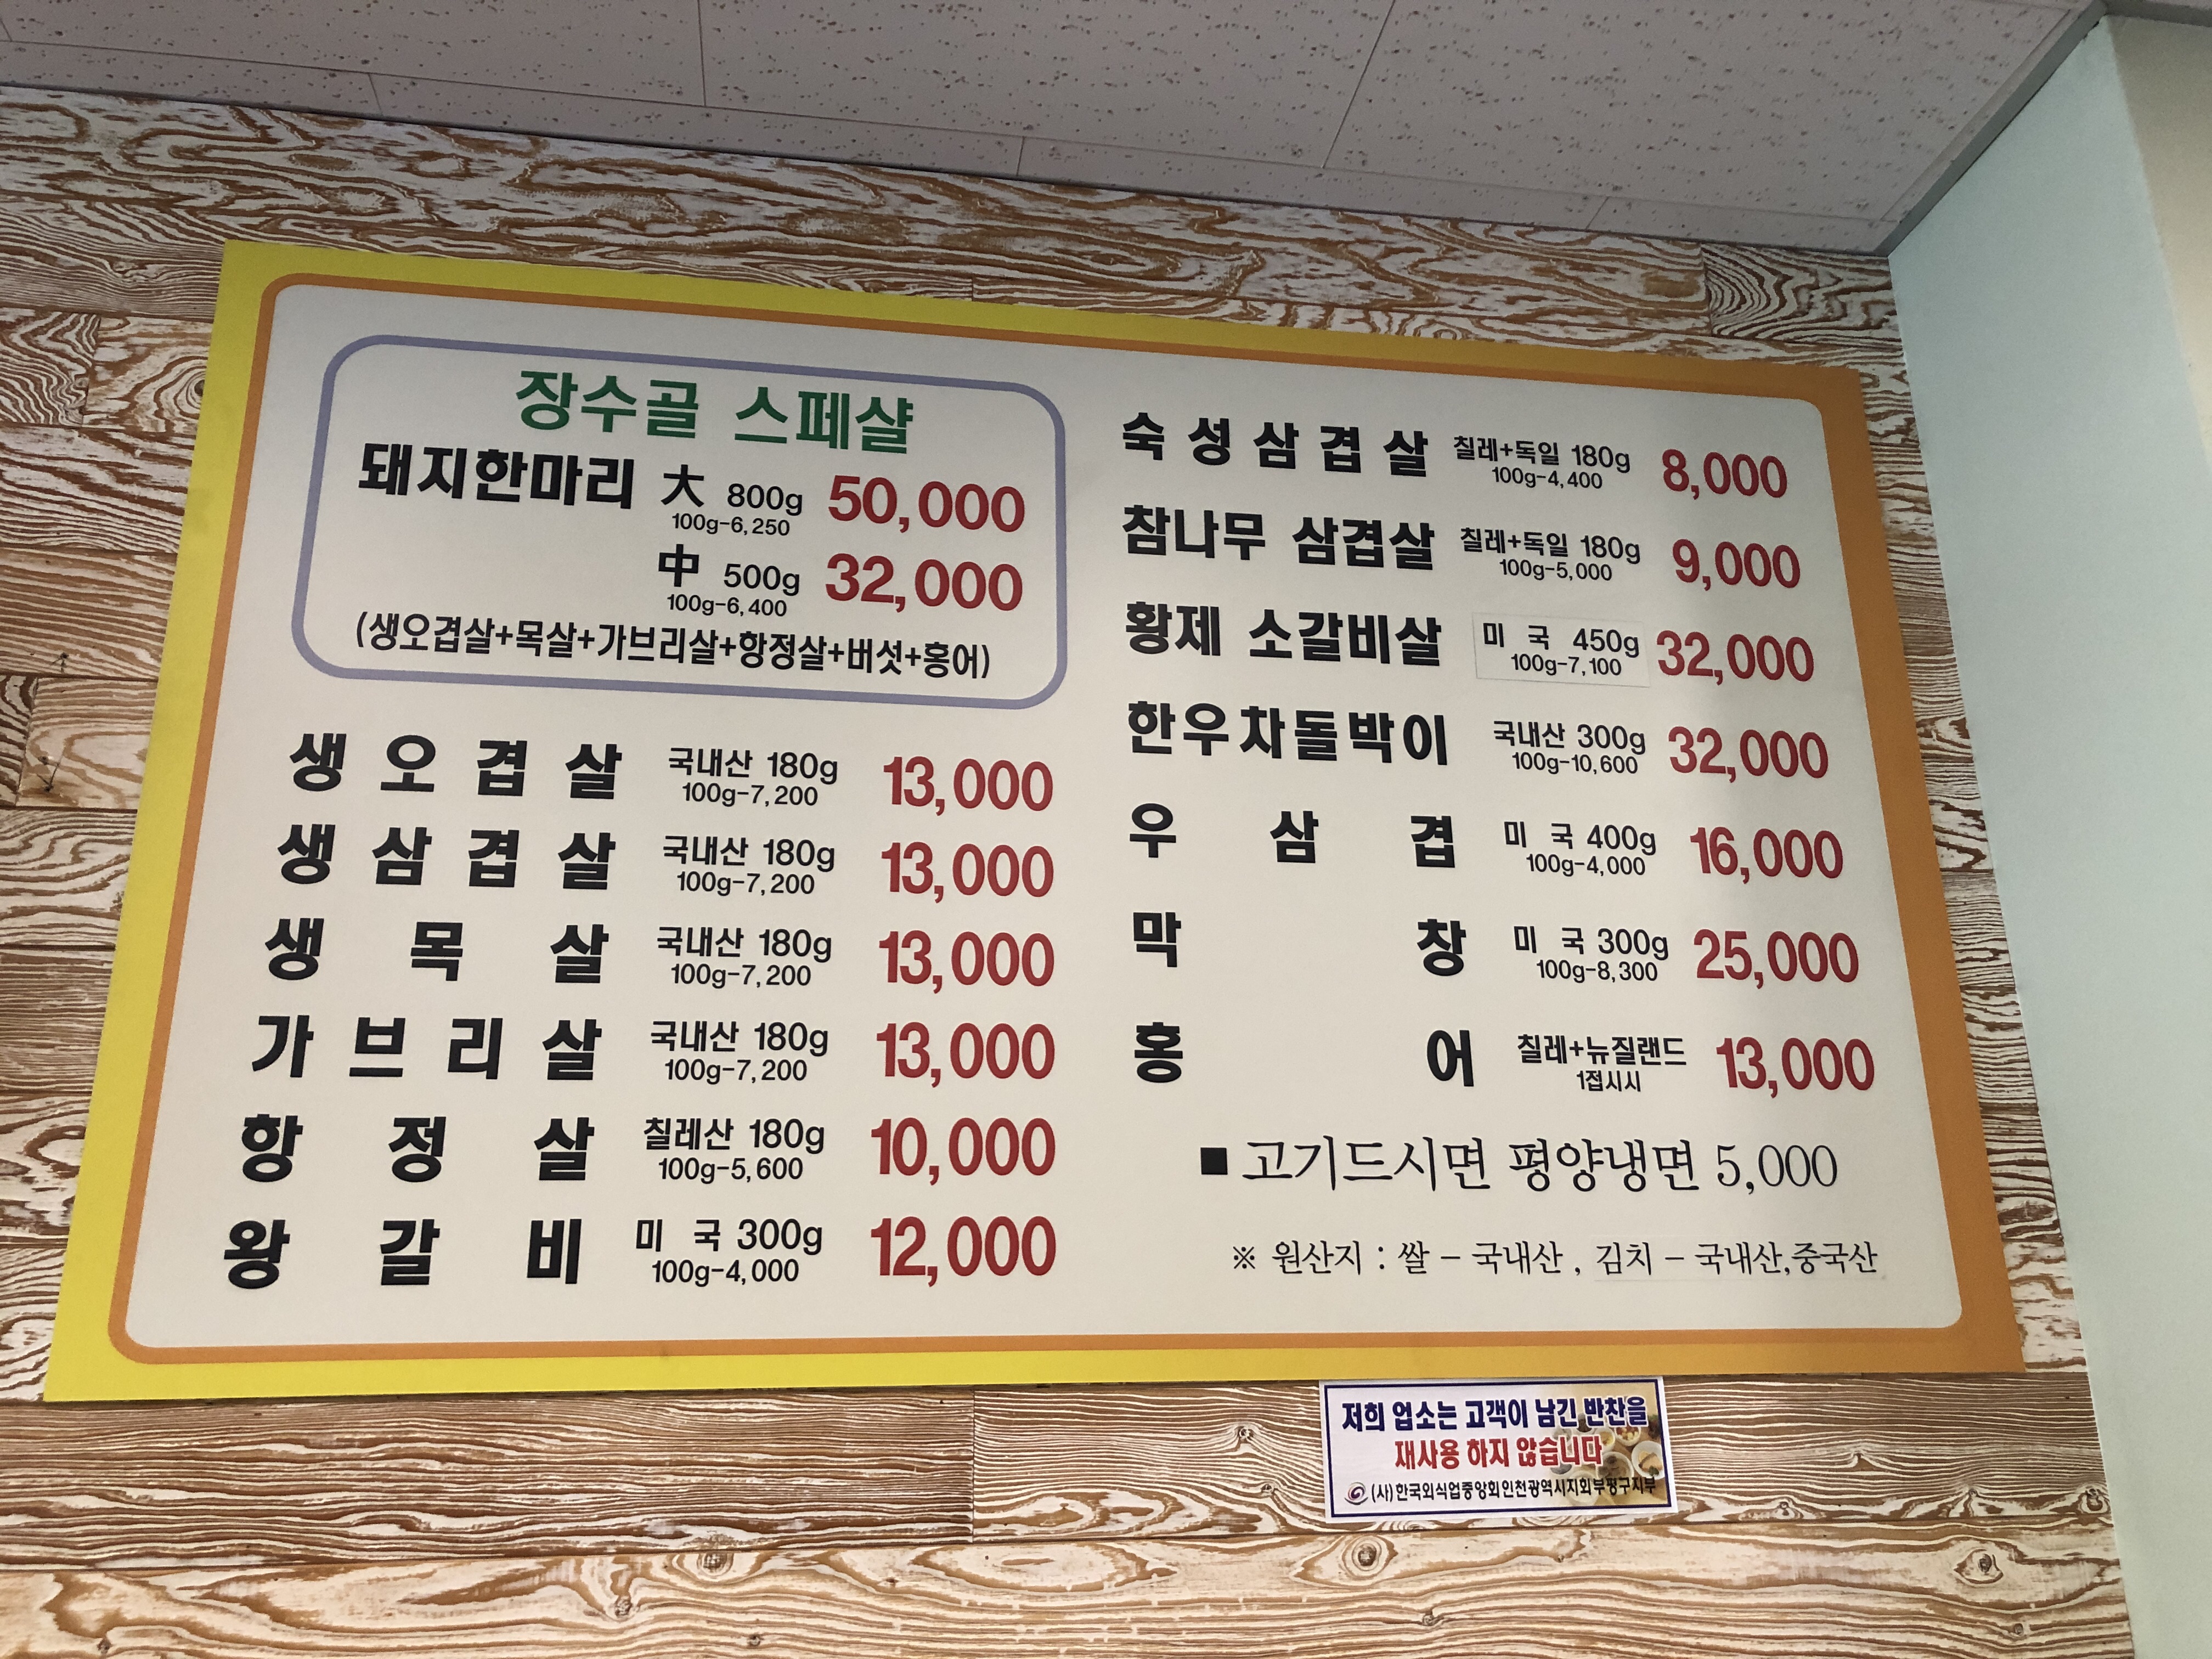 장수골 스페샬
돼지한마리 大 800g 50,000
100g-6,250
中 500g 32,000
100g-6,400
(생오겹살+목살+가브리살+항정살+버섯+홍어)
생오겹살 국내산 180g 13,000
100g-7,200
생삼겹살 국내산 180g 13,000
100g-7,200
생목살 국내산 180g 13,000
100g-7,200
가브리살 국내산 180g 13,000
100g-7,200
항정살 칠레산 180g 10,000
100g-5,600
왕갈비 미국 300g 12,000
100g-4,000
숙성삼겹살 칠레+독일 180g 8,000
100g-4,400
참나무 삼겹살 칠레+독일 180g 9,000
100g-5,000
황제 소갈비살 미국 450g 32,000
100g-7,100
한우차돌박이 국내산 300g 32,000
100g-10,600
우삼겹 미국 400g 16,000
100g-4,000
막창 미국 300g 25,000
100g-8,300
홍어 칠레+뉴질랜드 13,000
1접시시
■ 고기드시면 평양냉면 5,000
※ 원산지 : 쌀 - 국내산, 김치 - 국내산,중국산
저희 업소는 고객이 남긴 반찬을
재사용 하지 않습니다
(사)한국외식업중앙회인천광역시지회부평구지부